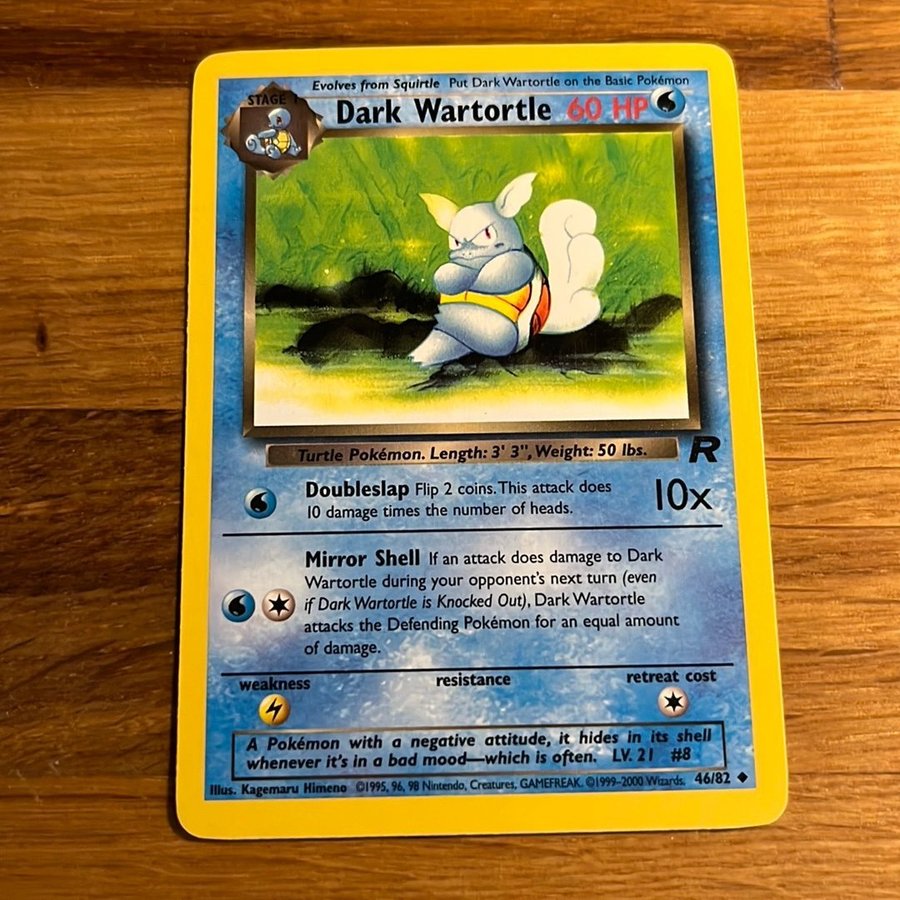 Evolves from Squirtle Put Dark Wartortle on the Basic Pokémon
STAGE 1
Dark Wartortle 60 HP
Turtle Pokémon. Length: 3' 3", Weight: 50 lbs.
R
Doubleslap Flip 2 coins. This attack does
10 damage times the number of heads.
10x
Mirror Shell If an attack does damage to Dark
Wartortle during your opponent's next turn (even
if Dark Wartortle is Knocked Out), Dark Wartortle
attacks the Defending Pokémon for an equal amount
of damage.
weakness resistance retreat cost
A Pokémon with a negative attitude, it hides in its shell
whenever it's in a bad mood—which is often. LV. 21 #8
Illus. Kagemaru Himeno ©1995, 96, 98 Nintendo, Creatures, GAMEFREAK. ©1999–2000 Wizards. 46/82